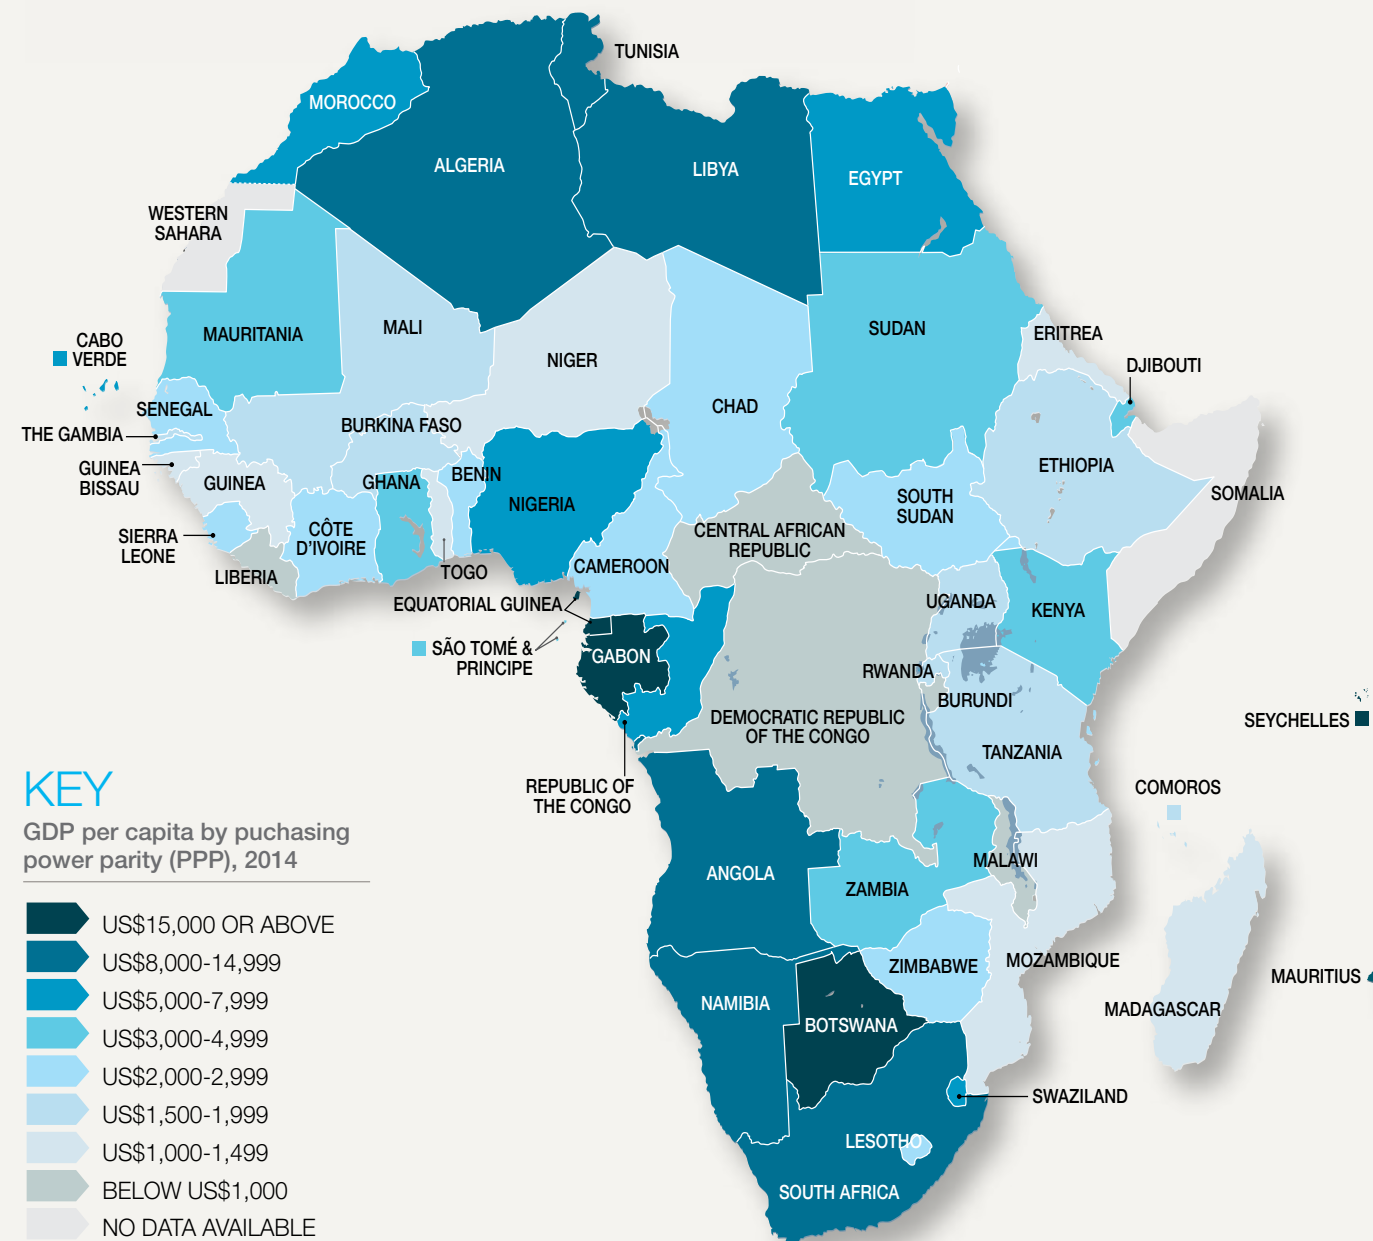 TUNISIA
MOROCCO
ALGERIA
LIBYA
EGYPT
WESTERN
SAHARA
MAURITANIA
MALI
NIGER
CHAD
SUDAN
ERITREA
DJIBOUTI
CABO
VERDE
SENEGAL
THE GAMBIA
GUINEA
BISSAU
GUINEA
BURKINA FASO
GHANA
BENIN
NIGERIA
ETHIOPIA
SOMALIA
SOUTH
SUDAN
SIERRA
LEONE
CÔTE
D'IVOIRE
LIBERIA
TOGO
CAMEROON
CENTRAL AFRICAN
REPUBLIC
EQUATORIAL GUINEA
UGANDA
KENYA
SÃO TOMÉ &
PRINCIPE
GABON
RWANDA
BURUNDI
DEMOCRATIC REPUBLIC
OF THE CONGO
TANZANIA
SEYCHELLES
REPUBLIC OF
THE CONGO
COMOROS
ANGOLA
ZAMBIA
MALAWI
ZIMBABWE
MOZAMBIQUE
MAURITIUS
NAMIBIA
BOTSWANA
MADAGASCAR
SWAZILAND
LESOTHO
SOUTH AFRICA
KEY
GDP per capita by puchasing
power parity (PPP), 2014
US$15,000 OR ABOVE
US$8,000-14,999
US$5,000-7,999
US$3,000-4,999
US$2,000-2,999
US$1,500-1,999
US$1,000-1,499
BELOW US$1,000
NO DATA AVAILABLE